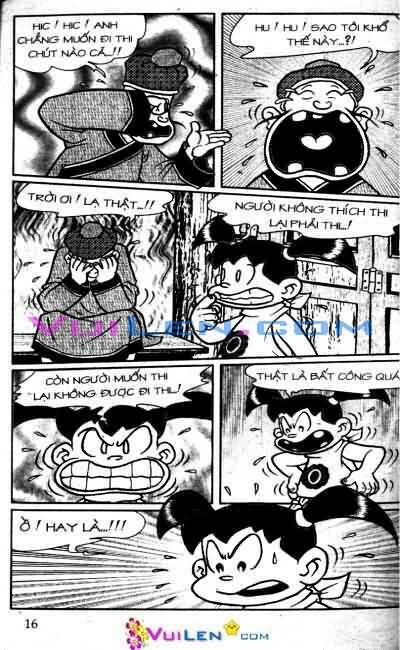 HIC! HIC! ANH
CHẲNG MUỐN ĐI THI
CHÚT NÀO CẢ..!!
HU! HU! SAO TÔI KHỔ
THẾ NÀY...?!
TRỜI ƠI! LẠ THẬT...!!
NGƯỜI KHÔNG THÍCH THI
LẠI PHẢI THI...!
VUILEN.COM
CÒN NGƯỜI MUỐN THI
LẠI KHÔNG ĐƯỢC ĐI THI...!
THẬT LÀ BẤT CÔNG QUÁ
Ồ! HAY LÀ...!!!
16
VUILEN COM